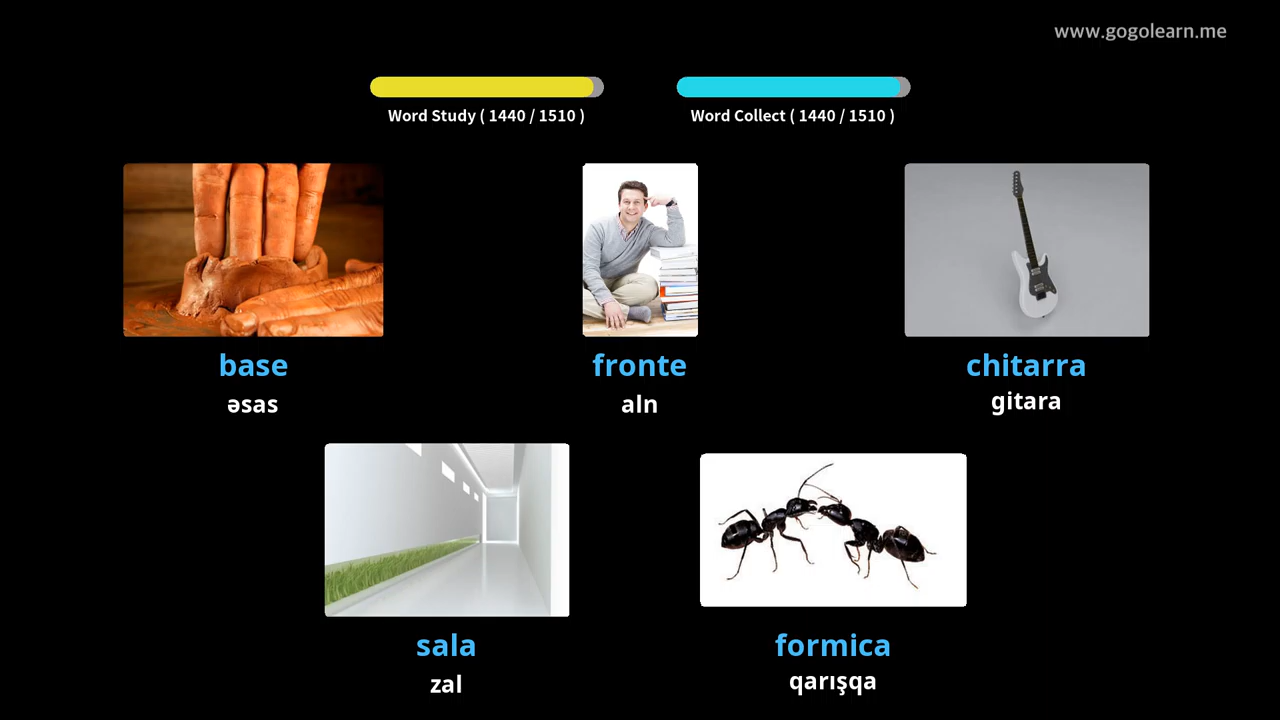 www.gogolearn.me
Word Study ( 1440 / 1510 )
Word Collect ( 1440 / 1510 )
base
əsas
fronte
aln
chitarra
gitara
sala
zal
formica
qarışqa